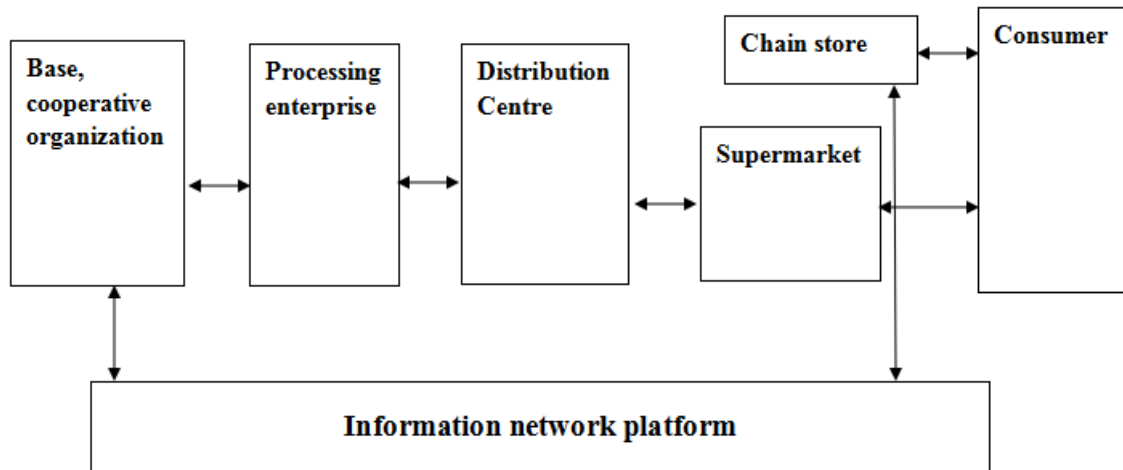 Base,
cooperative
organization
Processing
enterprise
Distribution
Centre
Chain store
Supermarket
Consumer
Information network platform